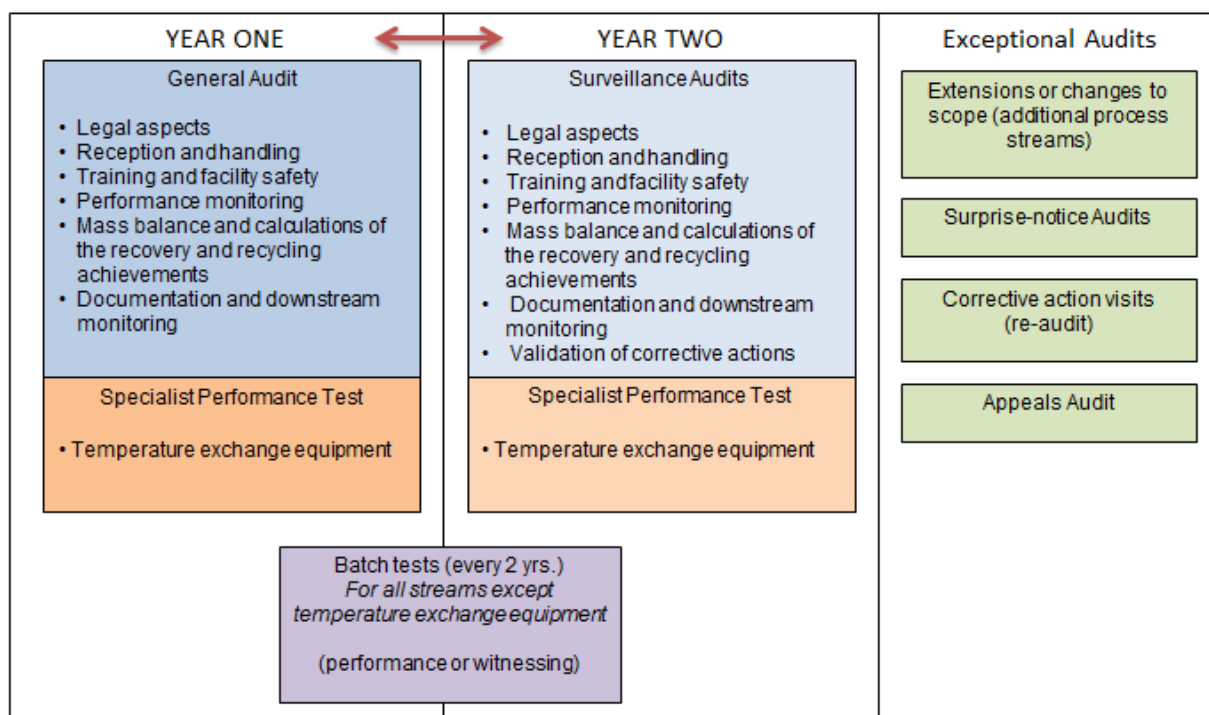 YEAR ONE
General Audit
• Legal aspects
• Reception and handling
• Training and facility safety
• Performance monitoring
• Mass balance and calculations of
the recovery and recycling
achievements
• Documentation and downstream
monitoring
Specialist Performance Test
• Temperature exchange equipment
YEAR TWO
Surveillance Audits
• Legal aspects
• Reception and handling
• Training and facility safety
• Performance monitoring
• Mass balance and calculations of
the recovery and recycling
achievements
• Documentation and downstream
monitoring
• Validation of corrective actions
Specialist Performance Test
• Temperature exchange equipment
Batch tests (every 2 yrs.)
For all streams except
temperature exchange equipment
(performance or witnessing)
Exceptional Audits
Extensions or changes to
scope (additional process
streams)
Surprise-notice Audits
Corrective action visits
(re-audit)
Appeals Audit